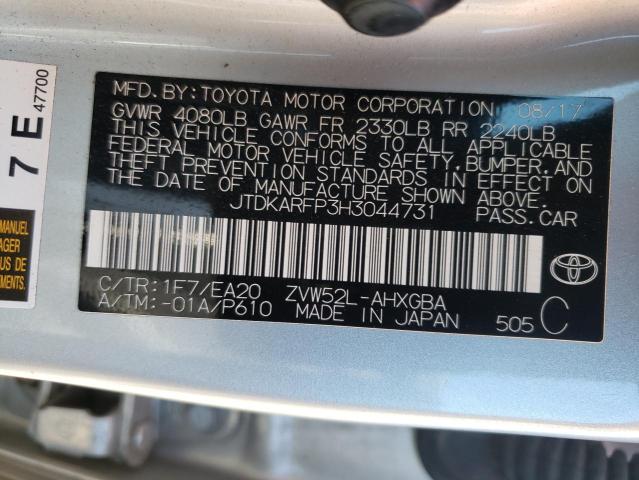 MFD. BY: TOYOTA MOTOR CORPORATION 08/17
GVWR 4080LB GAWR FR 2330LB RR 2240LB
THIS VEHICLE CONFORMS TO ALL APPLICABLE
FEDERAL MOTOR VEHICLE SAFETY, BUMPER, AND
THEFT PREVENTION STANDARDS IN EFFECT ON
THE DATE OF MANUFACTURE SHOWN ABOVE.
JTDKARFP3H3044731 PASS.CAR
C/TR: 1F7/EA20 ZVW52L-AHXGBA
A/TM: -01A/P610 MADE IN JAPAN 505 C
7 E 47700
MANUEL
US DE